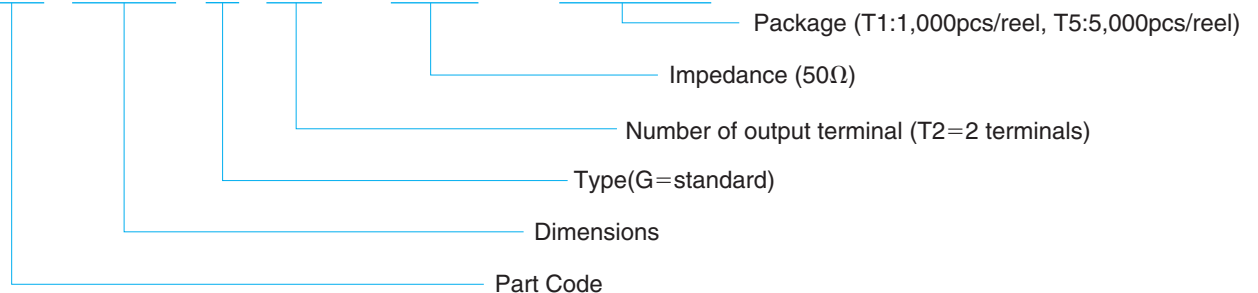 Package (T1:1,000pcs/reel, T5:5,000pcs/reel)
Impedance (50Ω)
Number of output terminal (T2=2 terminals)
Type(G=standard)
Dimensions
Part Code